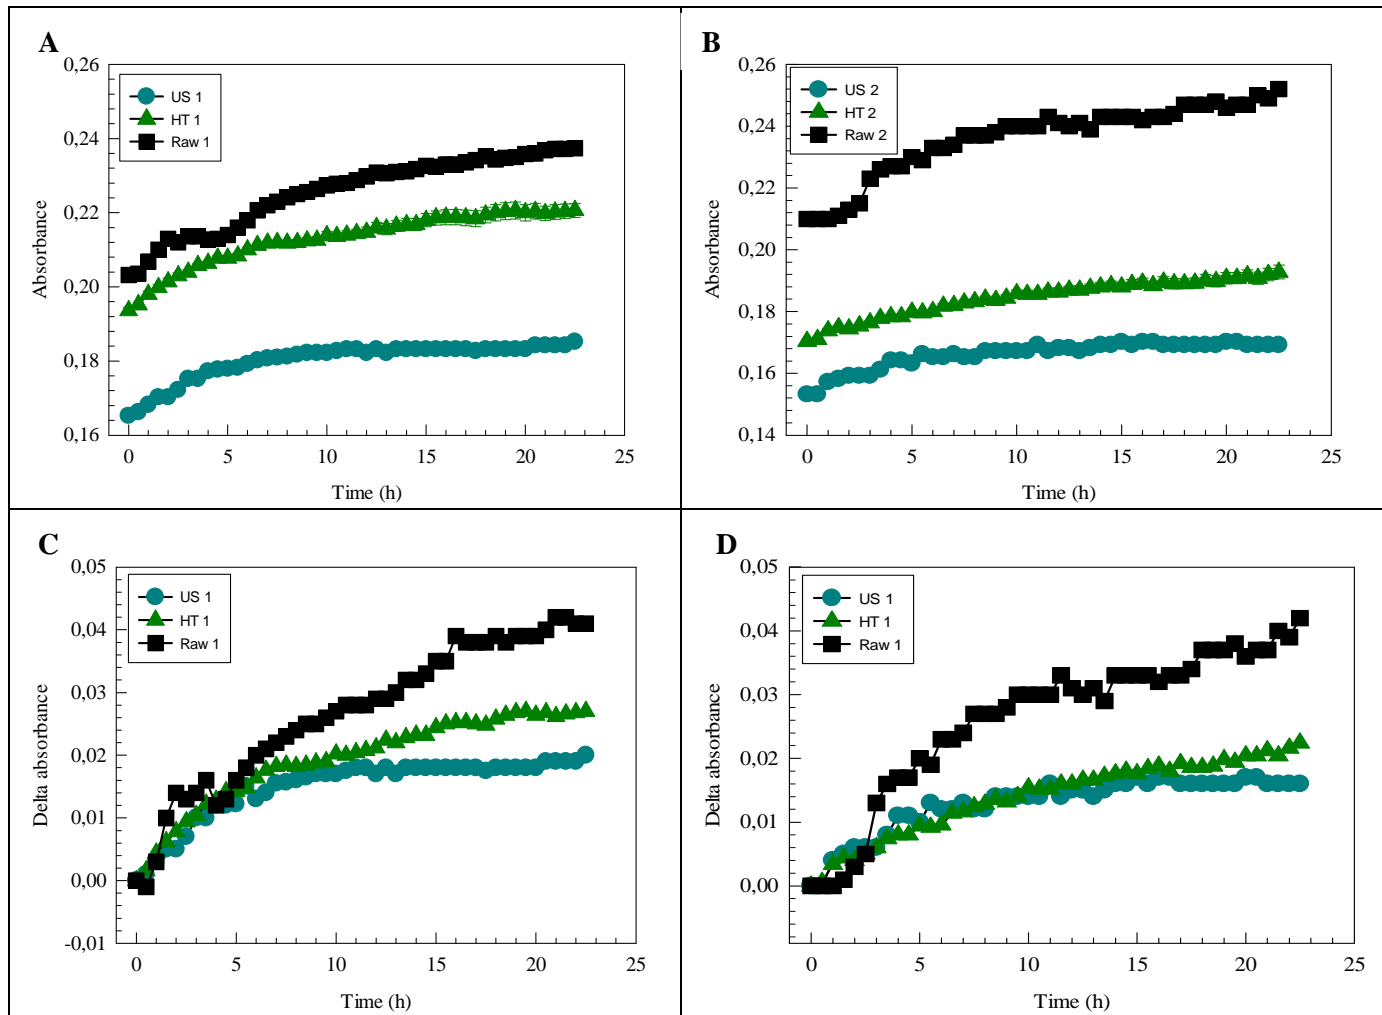 A
Absorbance
0,26
0,24
0,22
0,20
0,18
0,16
US 1
HT 1
Raw 1
0 5 10 15 20 25
Time (h)
B
Absorbance
0,26
0,24
0,22
0,20
0,18
0,16
0,14
US 2
HT 2
Raw 2
0 5 10 15 20 25
Time (h)
C
Delta absorbance
0,05
0,04
0,03
0,02
0,01
0,00
-0,01
US 1
HT 1
Raw 1
0 5 10 15 20 25
Time (h)
D
Delta absorbance
0,05
0,04
0,03
0,02
0,01
0,00
US 1
HT 1
Raw 1
0 5 10 15 20 25
Time (h)